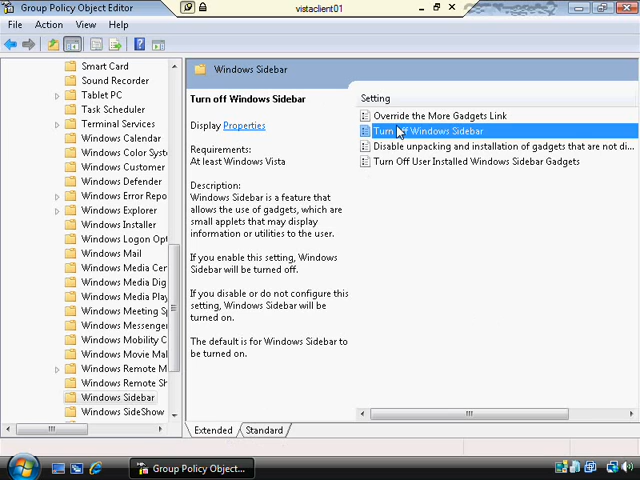 Group Policy Object Editor
vistaclient01
File Action View Help
Smart Card
Sound Recorder
Tablet PC
Task Scheduler
Terminal Services
Windows Calendar
Windows Color Syst
Windows Customer
Windows Defender
Windows Error Repo
Windows Explorer
Windows Installer
Windows Logon Opt
Windows Mail
Windows Media Cen
Windows Media Dig
Windows Media Play
Windows Meeting Sp
Windows Messenger
Windows Mobility C
Windows Movie Mal
Windows Remote M
Windows Remote Sh
Windows Sidebar
Windows SideShow
Windows Sidebar
Turn off Windows Sidebar
Display Properties
Requirements:
At least Windows Vista
Description:
Windows Sidebar is a feature that
allows the use of gadgets, which are
small applets that may display
information or utilities to the user.
If you enable this setting, Windows
Sidebar will be turned off.
If you disable or do not configure this
setting, Windows Sidebar will be
turned on.
The default is for Windows Sidebar to
be turned on.
Setting
Override the More Gadgets Link
Turn off Windows Sidebar
Disable unpacking and installation of gadgets that are not di...
Turn Off User Installed Windows Sidebar Gadgets
Extended Standard
Group Policy Object...